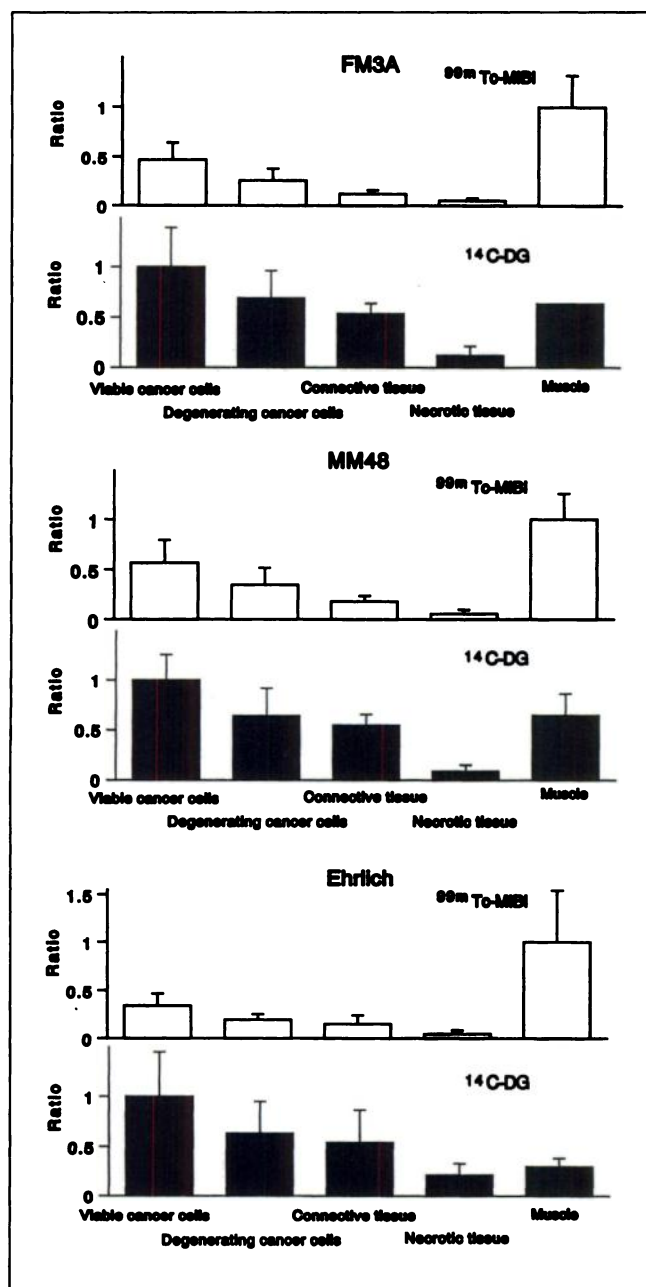 FM3A
99m To-MIBI
Ratio
1
0.5
0
14C-DG
Ratio
1
0.5
0
Viable cancer cells
Connective tissue
Muscle
Degenerating cancer cells
Necrotic tissue
MM48
99m To-MIBI
Ratio
1
0.5
0
14C-DG
Ratio
1
0.5
0
Viable cancer cells
Connective tissue
Muscle
Degenerating cancer cells
Necrotic tissue
Ehrlich
99m To-MIBI
Ratio
1.5
1
0.5
0
14C-DG
Ratio
1
0.5
0
Viable cancer cells
Connective tissue
Muscle
Degenerating cancer cells
Necrotic tissue